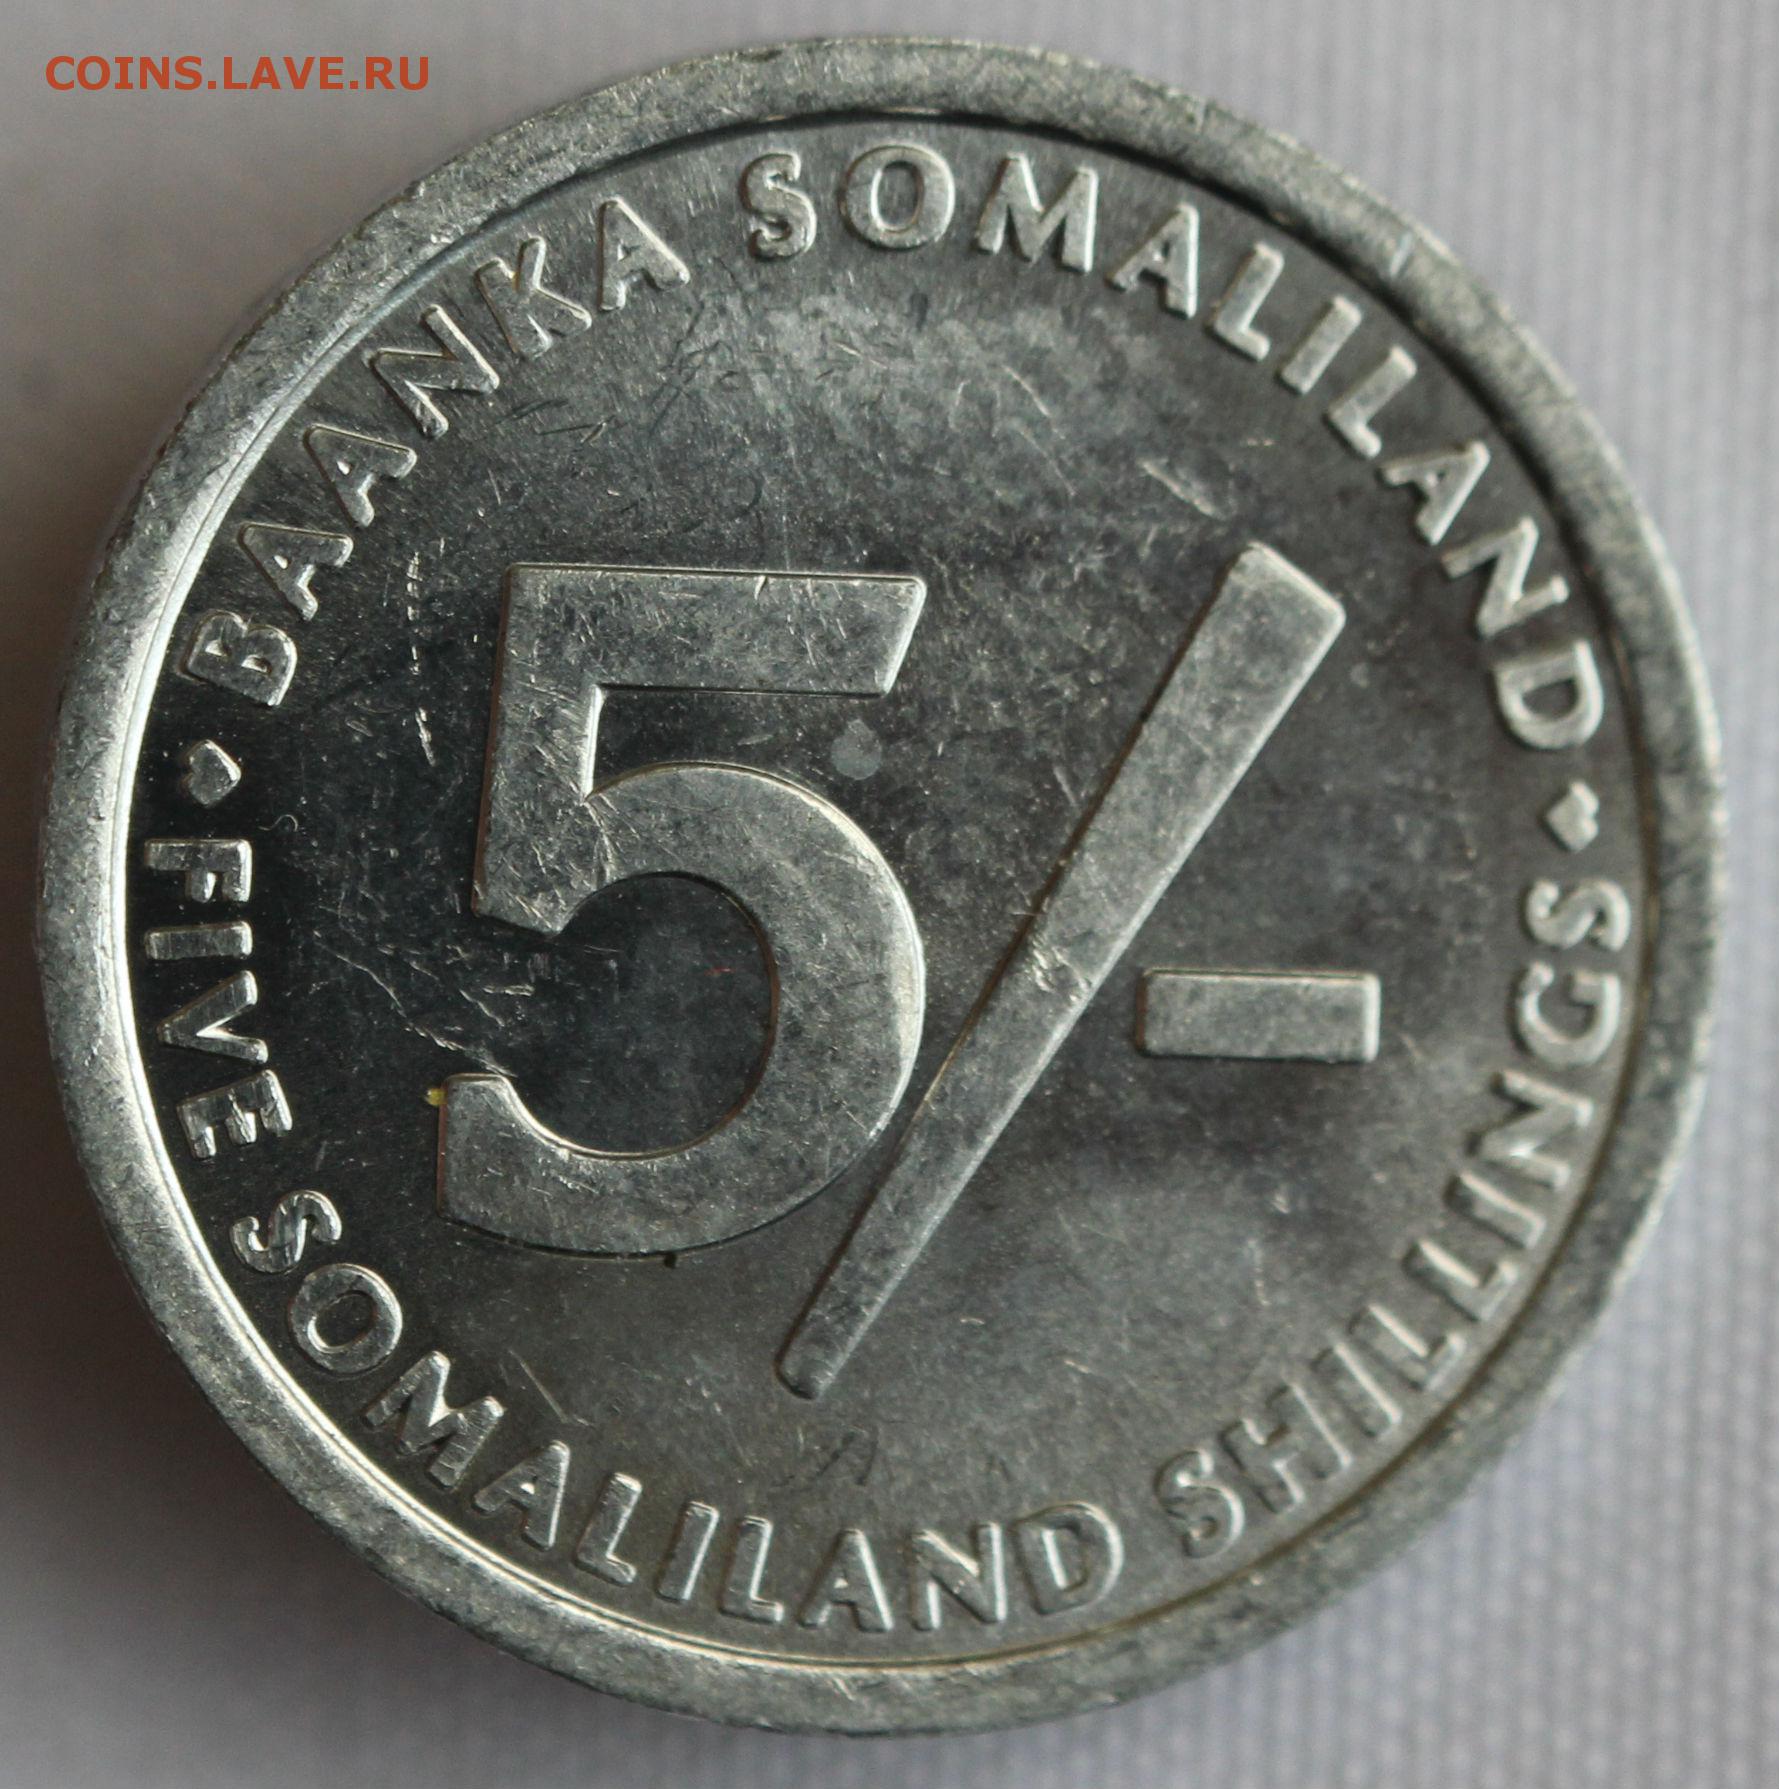 COINS.LAVE.RU
BAANKA SOMALILAND
5/-
FIVE SOMALILAND SHILLINGS